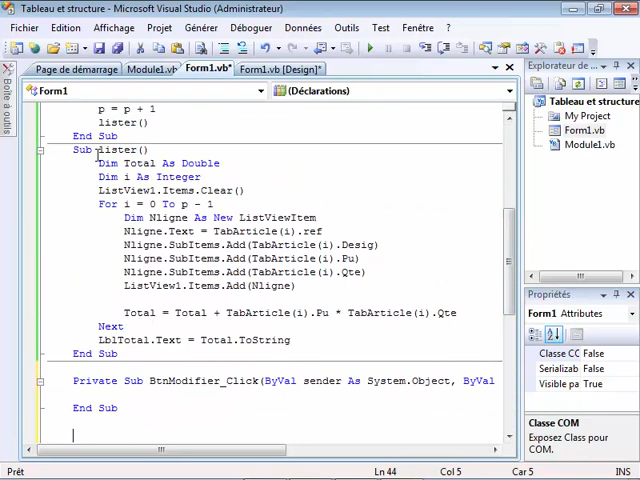 Tableau et structure - Microsoft Visual Studio (Administrateur)
Fichier Edition Affichage Projet Générer Déboguer Données Outils Test Fenêtre ?
Page de démarrage Module1.vb Form1.vb* Form1.vb [Design]*
Form1 (Déclarations)
p = p + 1
lister()
End Sub
Sub lister()
Dim Total As Double
Dim i As Integer
ListView1.Items.Clear()
For i = 0 To p - 1
Dim Nligne As New ListViewItem
Nligne.Text = TabArticle(i).ref
Nligne.SubItems.Add(TabArticle(i).Desig)
Nligne.SubItems.Add(TabArticle(i).Pu)
Nligne.SubItems.Add(TabArticle(i).Qte)
ListView1.Items.Add(Nligne)
Total = Total + TabArticle(i).Pu * TabArticle(i).Qte
Next
LblTotal.Text = Total.ToString
End Sub
Private Sub BtnModifier_Click(ByVal sender As System.Object, ByVal
End Sub
Boîte à outils
Explorateur de
Tableau et structure
My Project
Form1.vb
Module1.vb
Propriétés
Form1 Attributes
Classe CO False
Serializab False
Visible pa True
Classe COM
Exposez Class pour
COM.
Prêt Ln 44 Col 5 Car 5 INS